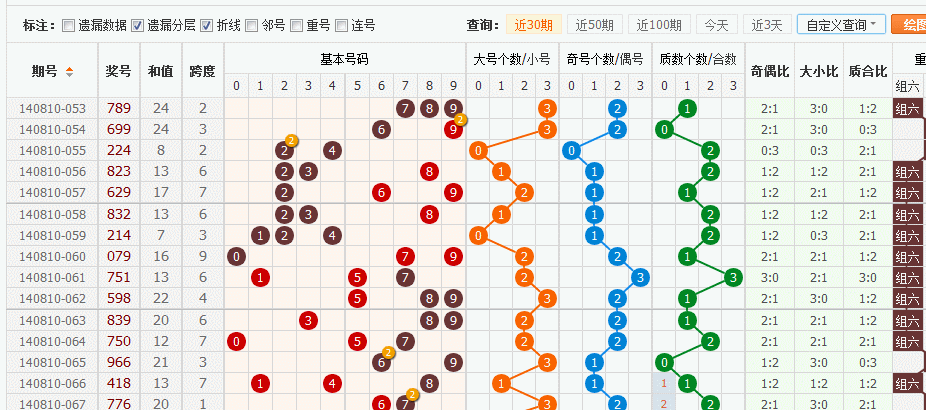 标注: 遗漏数据 遗漏分层 折线 邻号 重号 连号 查询: 近30期 近50期 近100期 今天 近3天 自定义查询 绘图
期号 奖号 和值 跨度 基本号码 大号个数/小号 奇号个数/偶号 质数个数/合数 奇偶比 大小比 质合比 重
0 1 2 3 4 5 6 7 8 9 0 1 2 3 0 1 2 3 0 1 2 3 组六
140810-053 789 24 2 7 8 9 3 2 1 2:1 3:0 1:2 组六
140810-054 699 24 3 6 9 2 3 2 0 2:1 3:0 0:3
140810-055 224 8 2 2 2 4 0 0 2 0:3 0:3 2:1
140810-056 823 13 6 2 3 8 1 1 2 1:2 1:2 2:1 组六
140810-057 629 17 7 2 6 9 2 1 1 1:2 2:1 1:2 组六
140810-058 832 13 6 2 3 8 1 1 2 1:2 1:2 2:1 组六
140810-059 214 7 3 1 2 4 0 1 2 1:2 0:3 2:1 组六
140810-060 079 16 9 0 7 9 2 2 1 2:1 2:1 1:2 组六
140810-061 751 13 6 1 5 7 2 3 3 3:0 2:1 3:0 组六
140810-062 598 22 4 5 8 9 3 2 1 2:1 3:0 1:2 组六
140810-063 839 20 6 3 8 9 2 2 1 2:1 2:1 1:2 组六
140810-064 750 12 7 0 5 7 2 2 2 2:1 2:1 2:1 组六
140810-065 966 21 3 6 2 9 3 1 0 1:2 3:0 0:3
140810-066 418 13 7 1 4 8 1 1 1 1 1:2 1:2 1:2 组六
140810-067 776 20 1 6 7 2 3 2 2 2 2:1 3:0 2:1